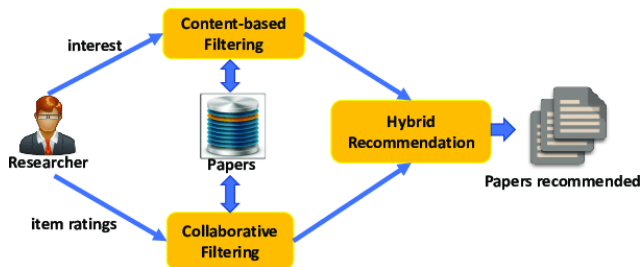 Content-based
Filtering
interest
Researcher
Papers
Hybrid
Recommendation
Papers recommended
item ratings
Collaborative
Filtering